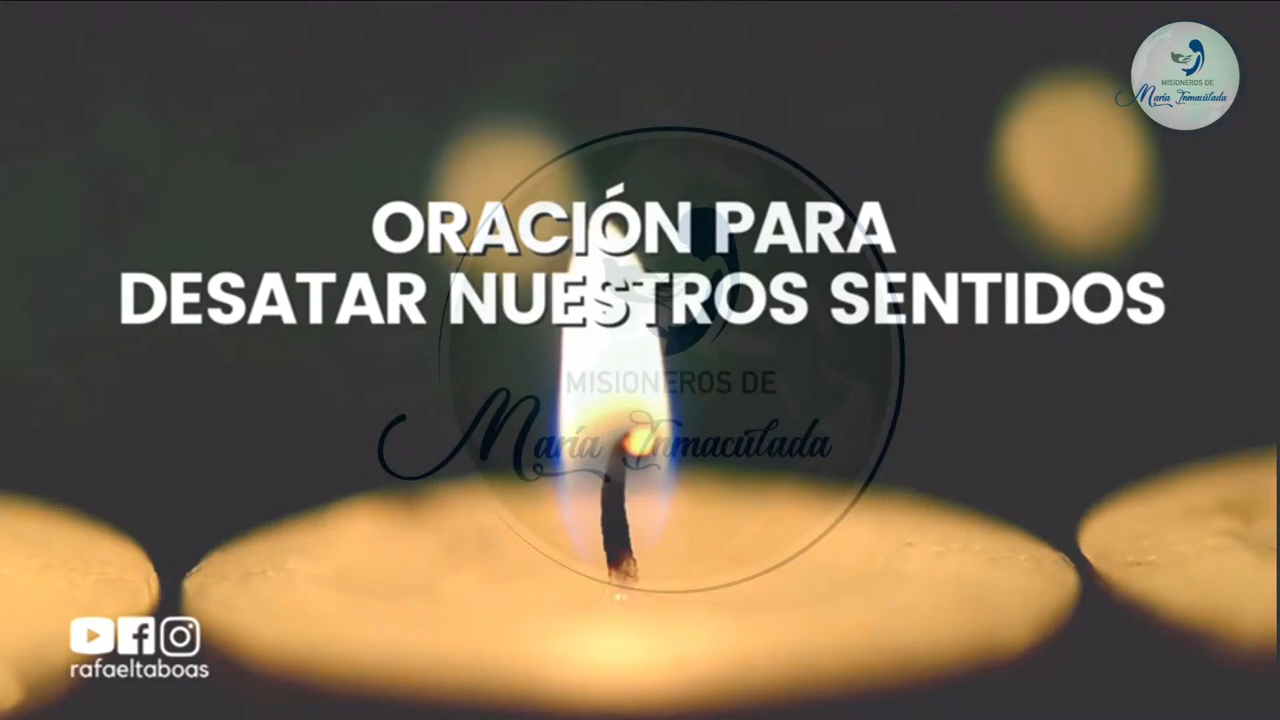 MISIONEROS DE
María Inmaculada
ORACIÓN PARA
DESATAR NUESTROS SENTIDOS
MISIONEROS DE
María Inmaculada
rafaeltaboas